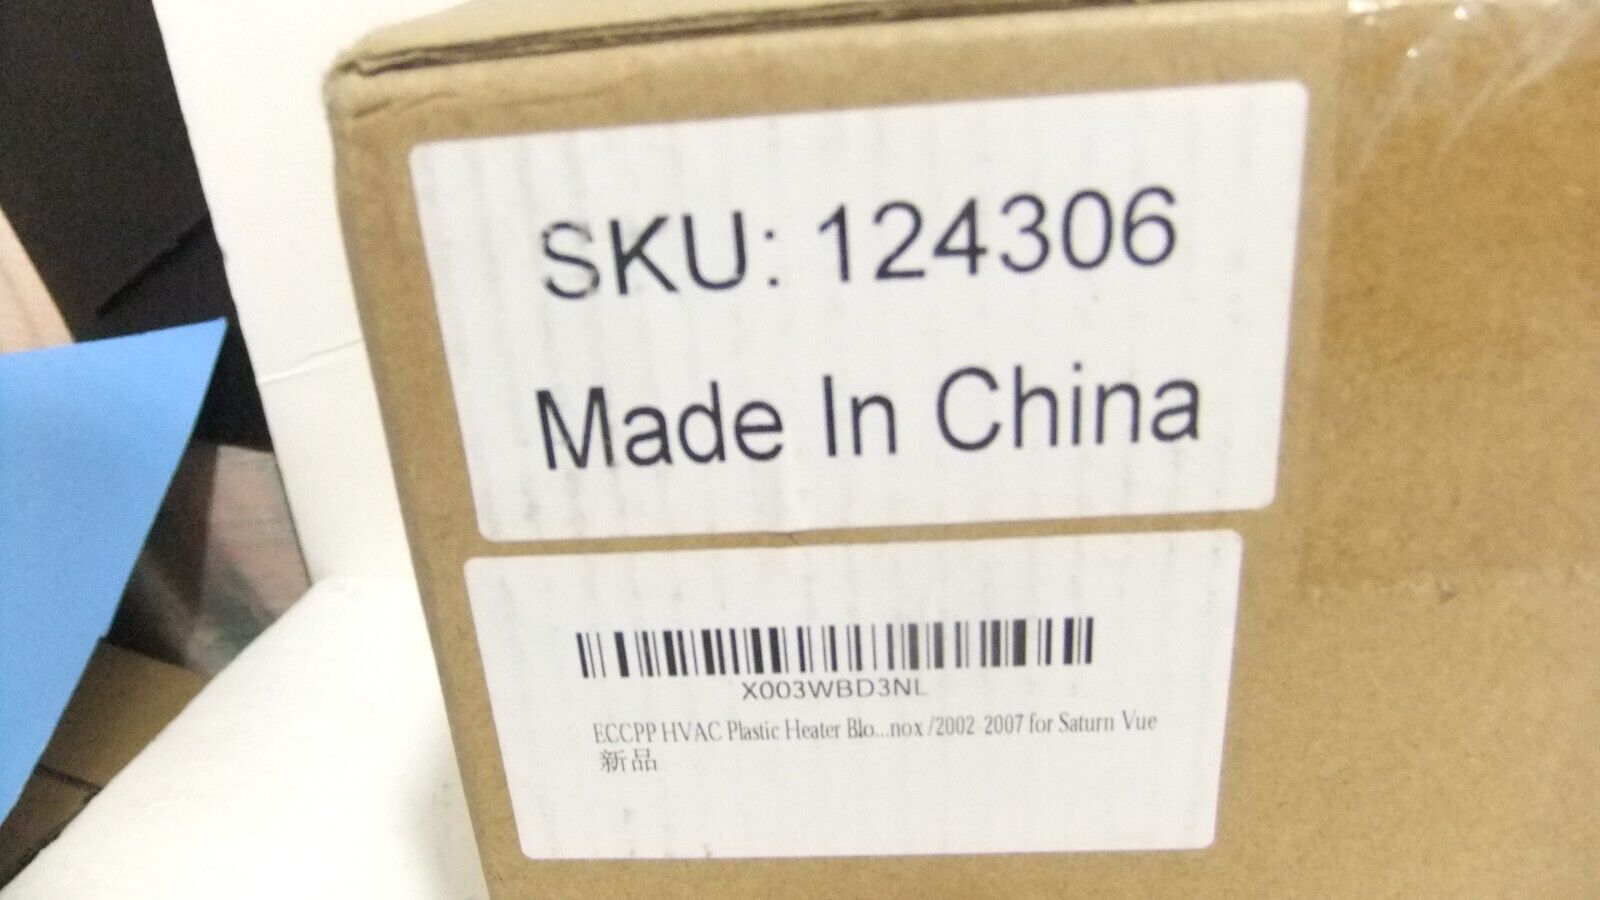 SKU: 124306
Made In China
X003WBD3NL
ECCPP HVAC Plastic Heater Blo...nox /2002-2007 for Saturn Vue
新品